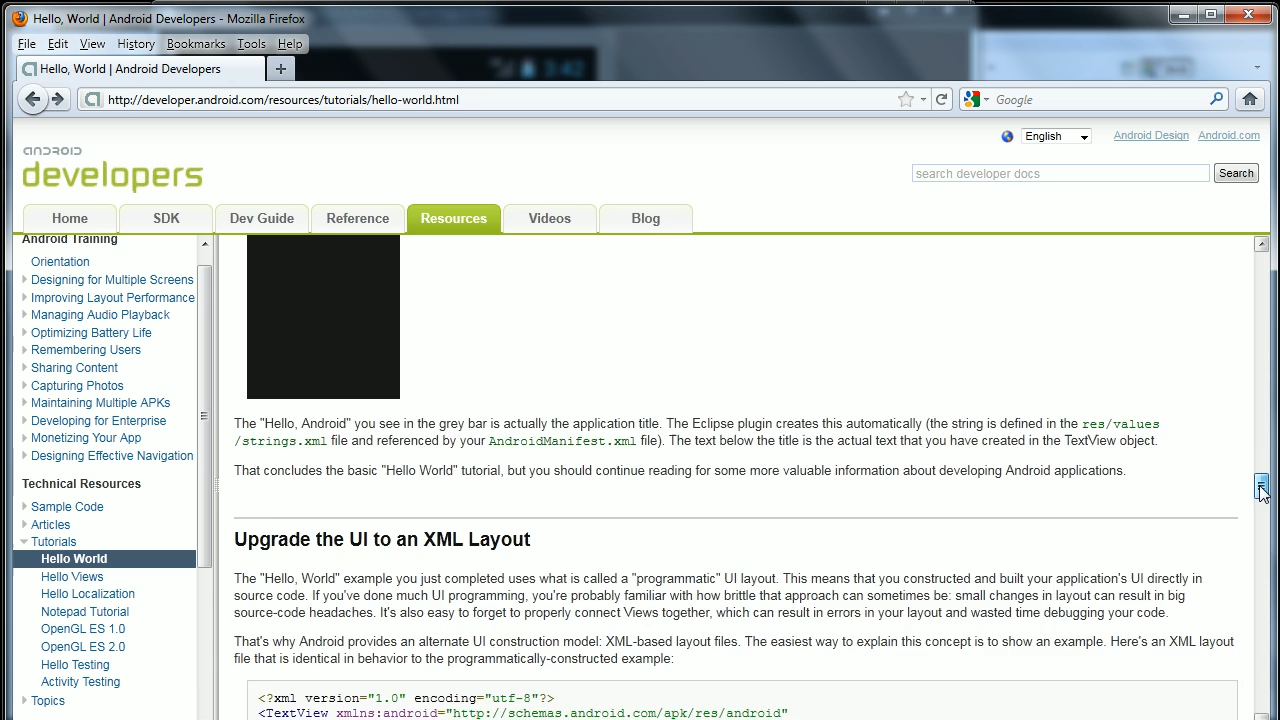 Hello, World | Android Developers - Mozilla Firefox
File Edit View History Bookmarks Tools Help
Hello, World | Android Developers
3:42
http://developer.android.com/resources/tutorials/hello-world.html
Google
English
Android Design Android.com
android
developers
search developer docs
Search
Home SDK Dev Guide Reference Resources Videos Blog
Android Training
Orientation
Designing for Multiple Screens
Improving Layout Performance
Managing Audio Playback
Optimizing Battery Life
Remembering Users
Sharing Content
Capturing Photos
Maintaining Multiple APKs
Developing for Enterprise
Monetizing Your App
Designing Effective Navigation
Technical Resources
Sample Code
Articles
Tutorials
Hello World
Hello Views
Hello Localization
Notepad Tutorial
OpenGL ES 1.0
OpenGL ES 2.0
Hello Testing
Activity Testing
Topics
The "Hello, Android" you see in the grey bar is actually the application title. The Eclipse plugin creates this automatically (the string is defined in the res/values
/strings.xml file and referenced by your AndroidManifest.xml file). The text below the title is the actual text that you have created in the TextView object.
That concludes the basic "Hello World" tutorial, but you should continue reading for some more valuable information about developing Android applications.
Upgrade the UI to an XML Layout
The "Hello, World" example you just completed uses what is called a "programmatic" UI layout. This means that you constructed and built your application's UI directly in
source code. If you've done much UI programming, you're probably familiar with how brittle that approach can sometimes be: small changes in layout can result in big
source-code headaches. It's also easy to forget to properly connect Views together, which can result in errors in your layout and wasted time debugging your code.
That's why Android provides an alternate UI construction model: XML-based layout files. The easiest way to explain this concept is to show an example. Here's an XML layout
file that is identical in behavior to the programmatically-constructed example:
<?xml version="1.0" encoding="utf-8"?>
<TextView xmlns:android="http://schemas.android.com/apk/res/android"